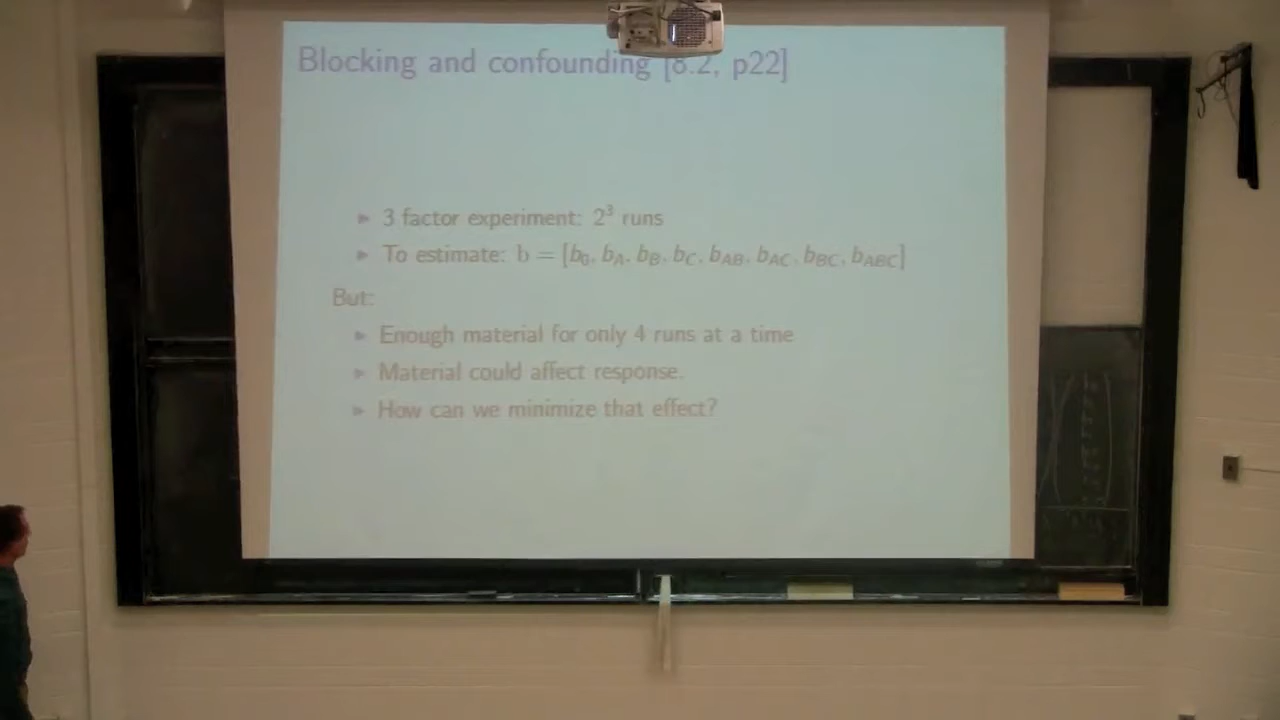 Blocking and confounding [8.2, p22]
3 factor experiment: 2³ runs
To estimate: b = [b₀, b_A, b_B, b_C, b_AB, b_AC, b_BC, b_ABC]
But:
Enough material for only 4 runs at a time
Material could affect response.
How can we minimize that effect?